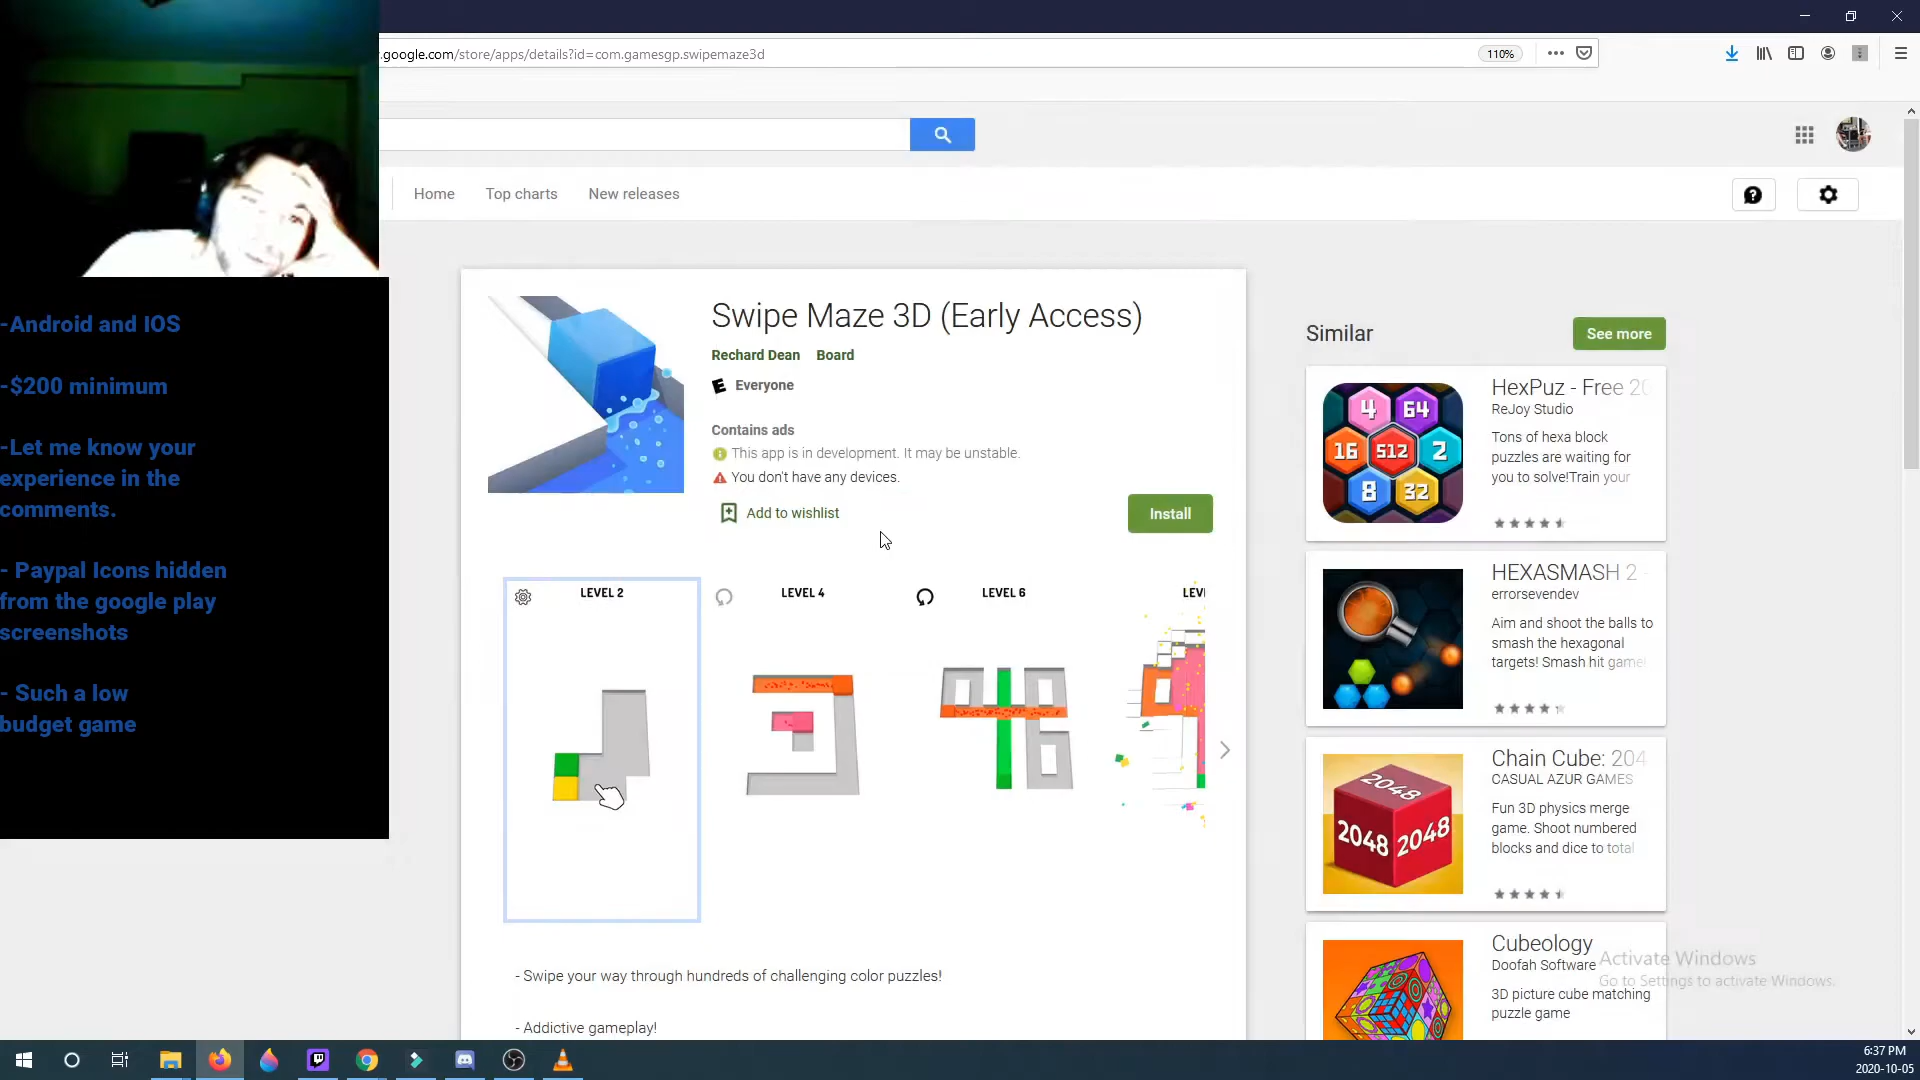 .google.com/store/apps/details?id=com.gamesgp.swipemaze3d
110%
Home
Top charts
New releases
-Android and IOS
-$200 minimum
-Let me know your
experience in the
comments.
- Paypal Icons hidden
from the google play
screenshots
- Such a low
budget game
Swipe Maze 3D (Early Access)
Rechard Dean Board
E Everyone
Contains ads
This app is in development. It may be unstable.
You don't have any devices.
Add to wishlist
Install
LEVEL 2
LEVEL 4
LEVEL 6
- Swipe your way through hundreds of challenging color puzzles!
- Addictive gameplay!
Similar
See more
HexPuz - Free 20
ReJoy Studio
Tons of hexa block
puzzles are waiting for
you to solve!Train your
4 64
16 512 2
8 32
HEXASMASH 2 -
errorsevendev
Aim and shoot the balls to
smash the hexagonal
targets! Smash hit game!
Chain Cube: 204
CASUAL AZUR GAMES
Fun 3D physics merge
game. Shoot numbered
blocks and dice to total
2048
2048 2048
Cubeology
Doofah Software
3D picture cube matching
puzzle game
Activate Windows
Go to Settings to activate Windows.
6:37 PM
2020-10-05